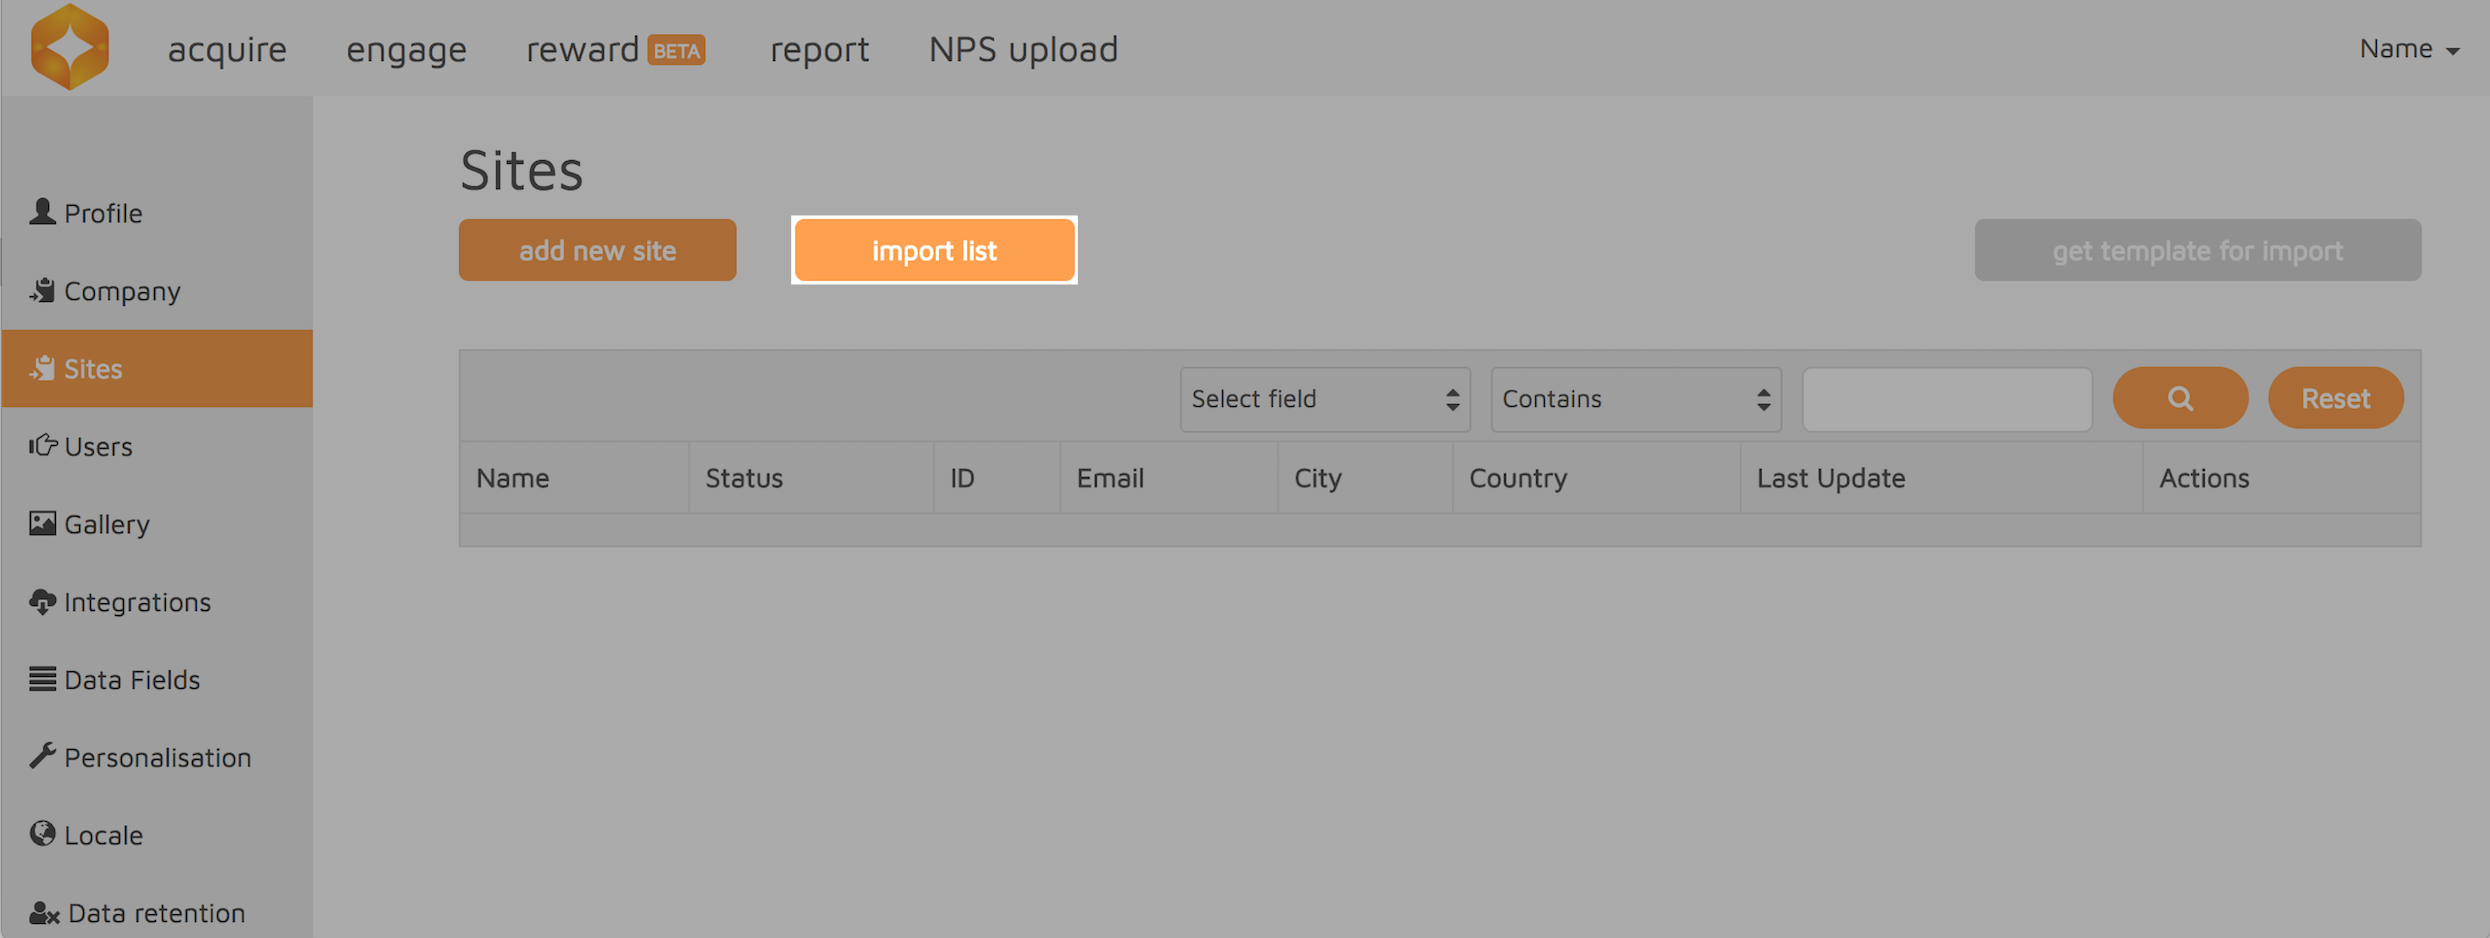 acquire engage reward BETA report NPS upload Name
Sites
add new site import list get template for import
Profile
Company
Sites
Users
Gallery
Integrations
Data Fields
Personalisation
Locale
Data retention
Select field Contains Reset
Name Status ID Email City Country Last Update Actions